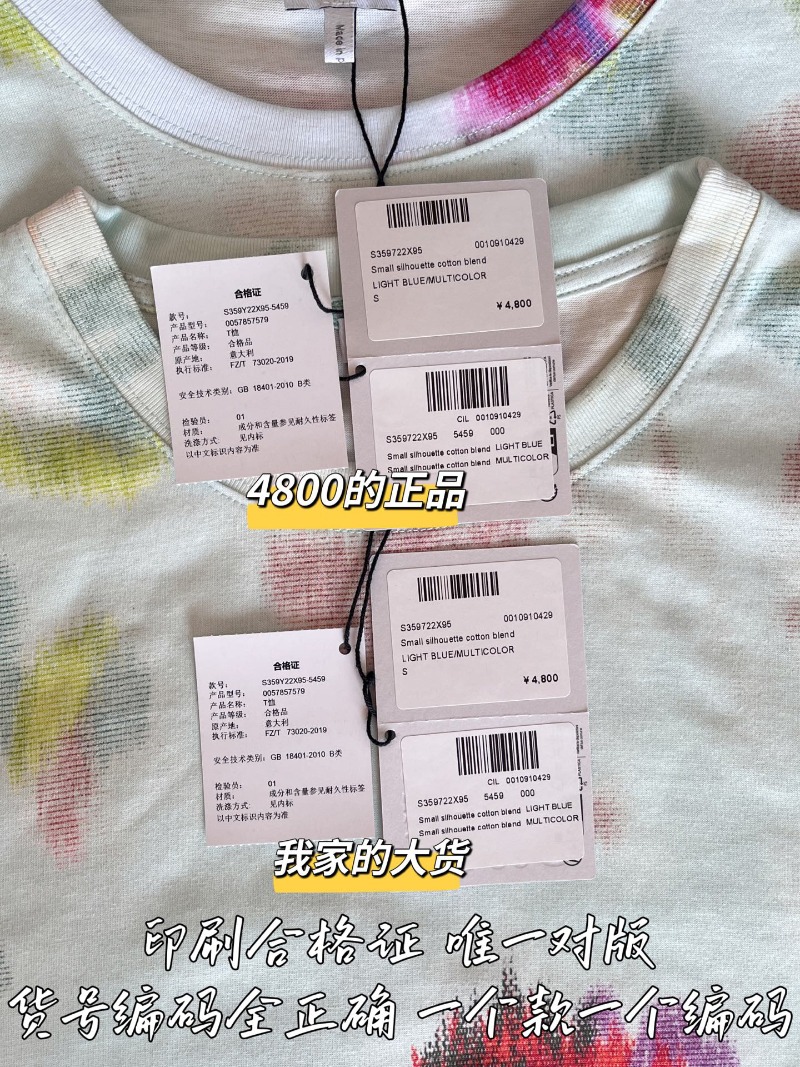 Made in
S359722X95 0010910429
Small silhouette cotton blend
LIGHT BLUE/MULTICOLOR
S
￥4,800
合格证
款号: S359Y22X95-5459
产品型号: 0057857579
产品名称: T恤
产品等级: 合格品
原产地: 意大利
执行标准: FZ/T 73020-2019
安全技术类别: GB 18401-2010 B类
检验员: 01
材质: 成分和含量参见耐久性标签
洗涤方式: 见内标
以中文标识内容为准
CIL 0010910429
S359722X95 5459 000
Small silhouette cotton blend LIGHT BLUE
Small silhouette cotton blend MULTICOLOR
4800的正品
S359722X95 0010910429
Small silhouette cotton blend
LIGHT BLUE/MULTICOLOR
S
￥4,800
合格证
款号: S359Y22X95-5459
产品型号: 0057857579
产品名称: T恤
产品等级: 合格品
原产地: 意大利
执行标准: FZ/T 73020-2019
安全技术类别: GB 18401-2010 B类
检验员: 01
材质: 成分和含量参见耐久性标签
洗涤方式: 见内标
以中文标识内容为准
CIL 0010910429
S359722X95 5459 000
Small silhouette cotton blend LIGHT BLUE
Small silhouette cotton blend MULTICOLOR
我家的大货
印刷合格证 唯一对版
货号编码全正确 一个款一个编码